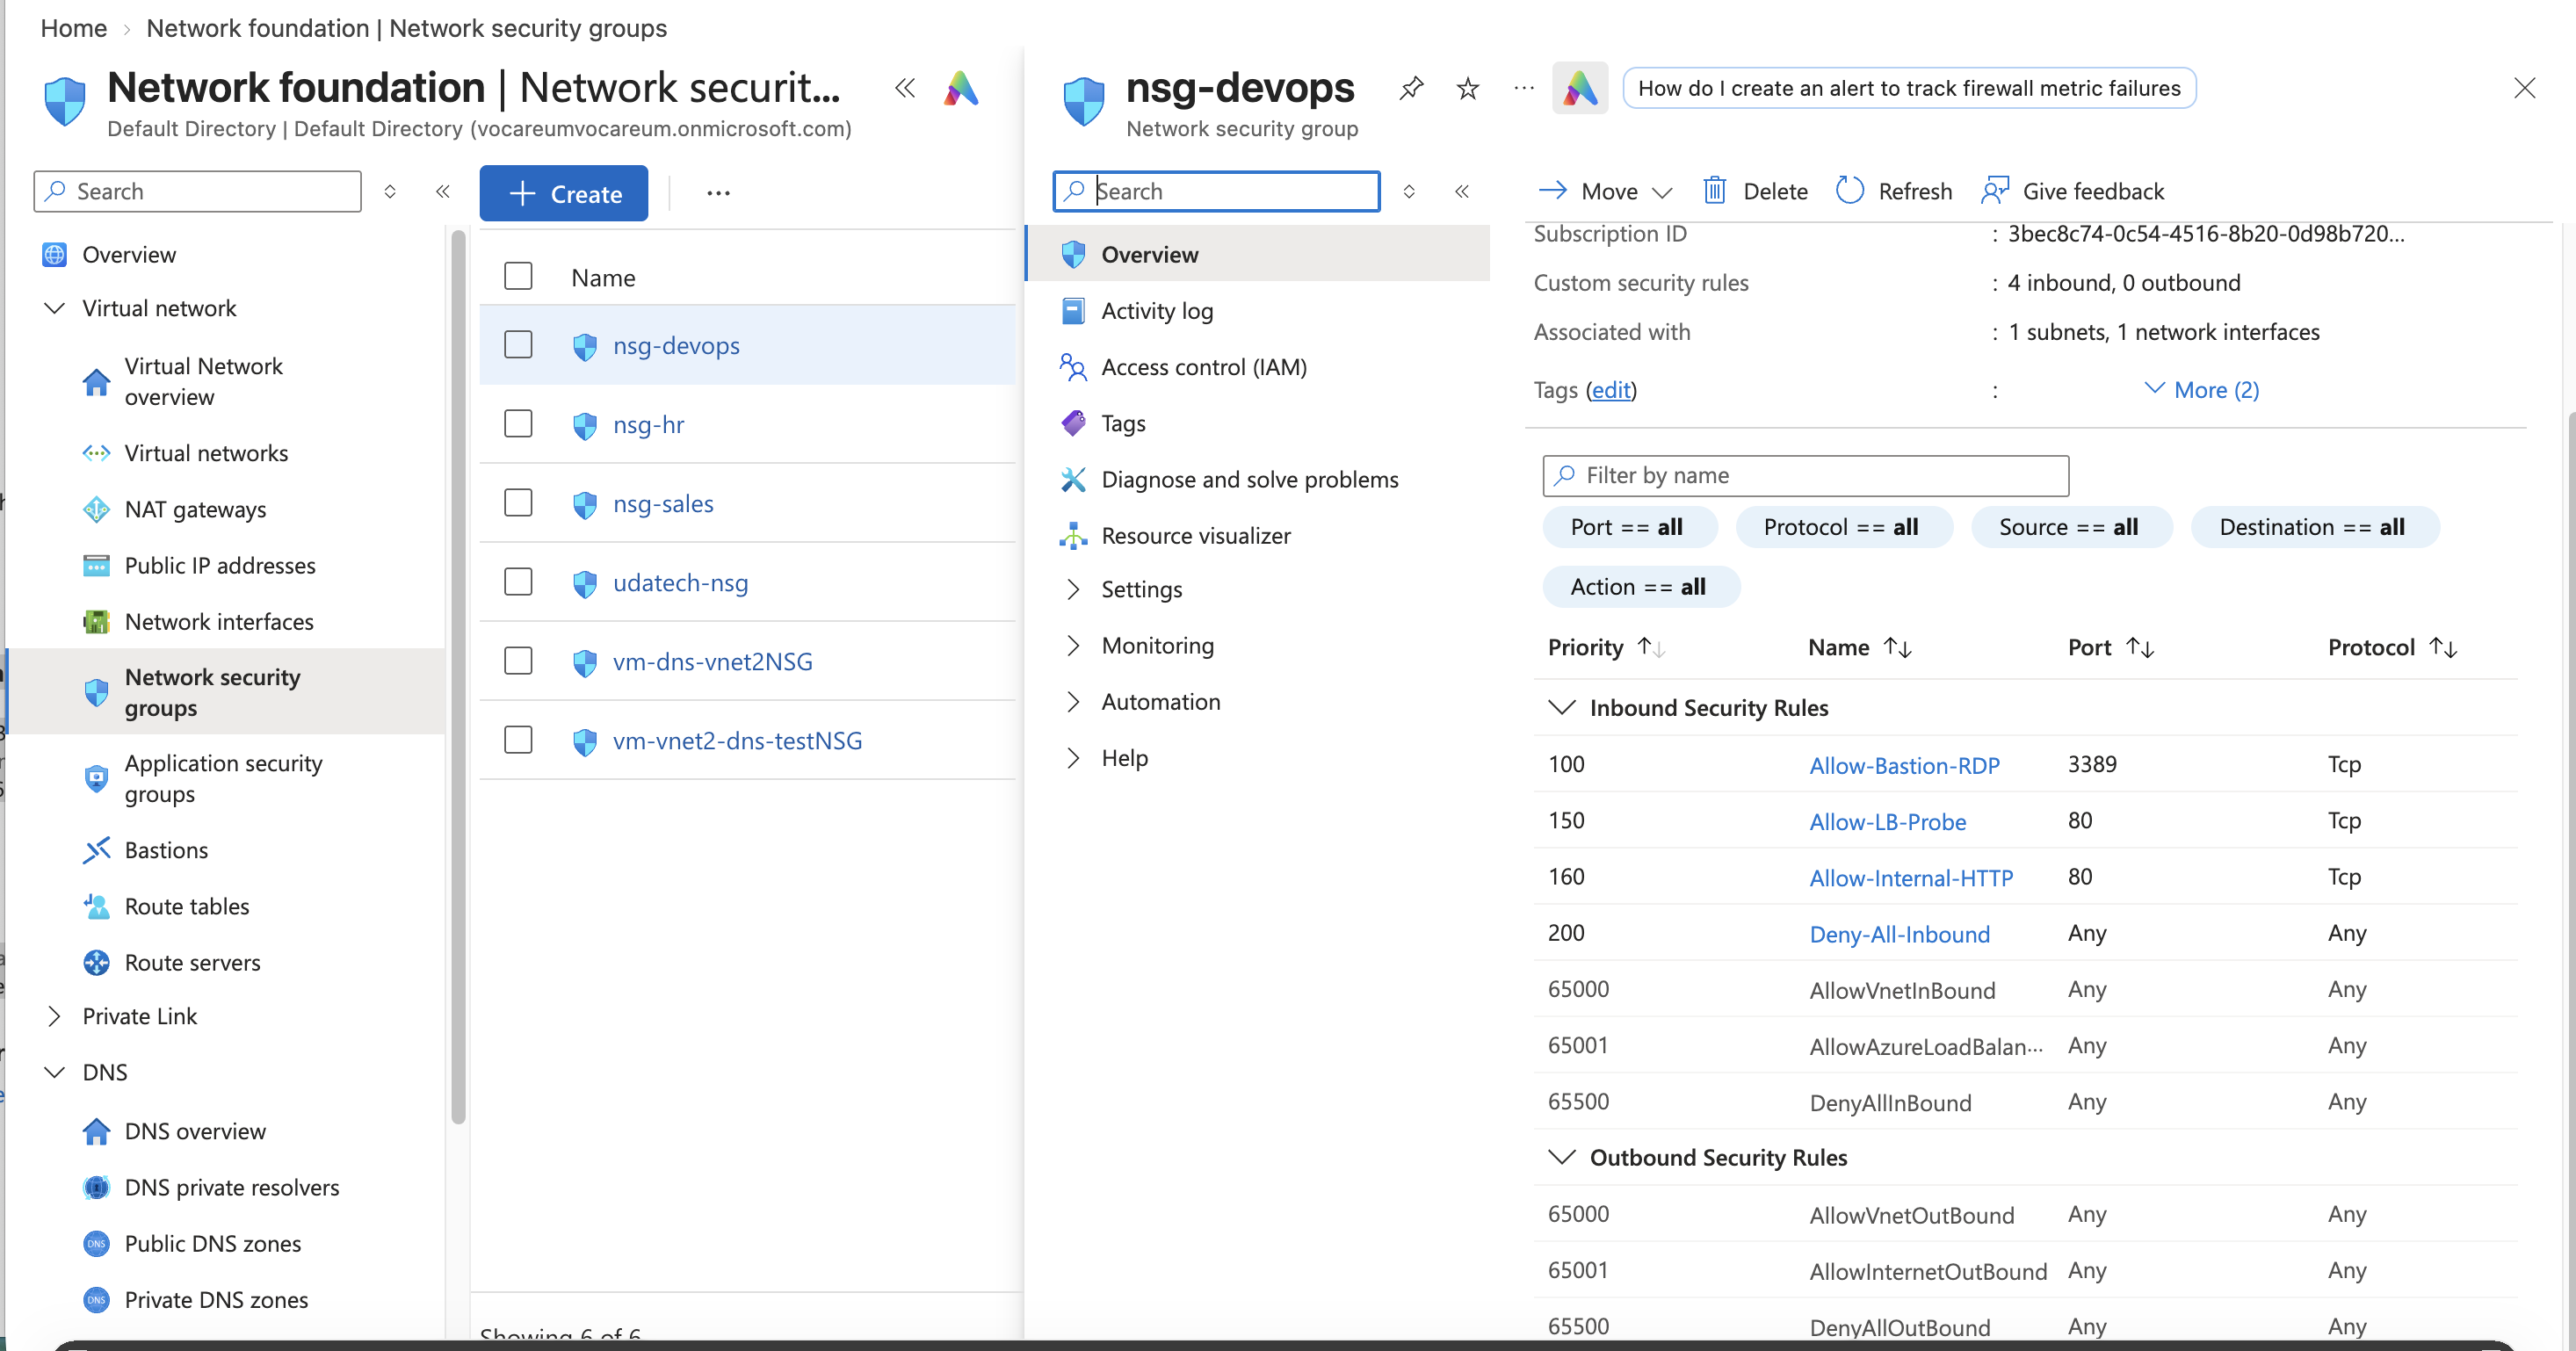 Home > Network foundation | Network security groups
Network foundation | Network securit...
Default Directory | Default Directory (vocareumvocareum.onmicrosoft.com)
Search
Overview
Virtual network
Virtual Network
overview
Virtual networks
NAT gateways
Public IP addresses
Network interfaces
Network security
groups
Application security
groups
Bastions
Route tables
Route servers
Private Link
DNS
DNS overview
DNS private resolvers
DNS Public DNS zones
DNS Private DNS zones
+ Create ...
Name
nsg-devops
nsg-hr
nsg-sales
udatech-nsg
vm-dns-vnet2NSG
vm-vnet2-dns-testNSG
Showing 6 of 6
nsg-devops ...
Network security group
How do I create an alert to track firewall metric failures
Search
Overview
Activity log
Access control (IAM)
Tags
Diagnose and solve problems
Resource visualizer
Settings
Monitoring
Automation
Help
Move Delete Refresh Give feedback
Subscription ID : 3bec8c74-0c54-4516-8b20-0d98b720...
Custom security rules : 4 inbound, 0 outbound
Associated with : 1 subnets, 1 network interfaces
Tags (edit) : More (2)
Filter by name
Port == all Protocol == all Source == all Destination == all
Action == all
Priority ↑↓ Name ↑↓ Port ↑↓ Protocol ↑↓
Inbound Security Rules
100 Allow-Bastion-RDP 3389 Tcp
150 Allow-LB-Probe 80 Tcp
160 Allow-Internal-HTTP 80 Tcp
200 Deny-All-Inbound Any Any
65000 AllowVnetInBound Any Any
65001 AllowAzureLoadBalan... Any Any
65500 DenyAllInBound Any Any
Outbound Security Rules
65000 AllowVnetOutBound Any Any
65001 AllowInternetOutBound Any Any
65500 DenyAllOutBound Any Any